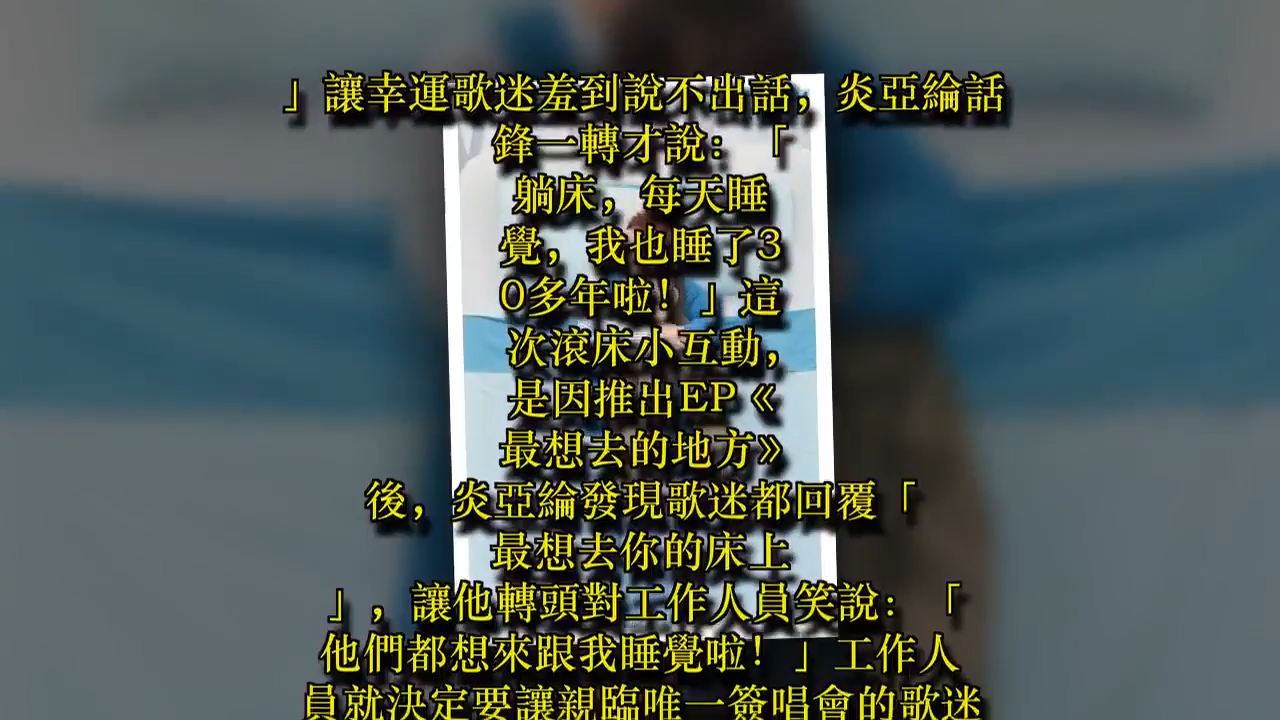 」讓幸運歌迷羞到說不出話，炎亞綸話
鋒一轉才說：「
躺床，每天睡
覺，我也睡了3
0多年啦！」這
次滾床小互動，
是因推出EP《
最想去的地方》
後，炎亞綸發現歌迷都回覆「
最想去你的床上
」，讓他轉頭對工作人員笑說：「
他們都想來跟我睡覺啦！」工作人
員就決定要讓親臨唯一簽唱會的歌迷